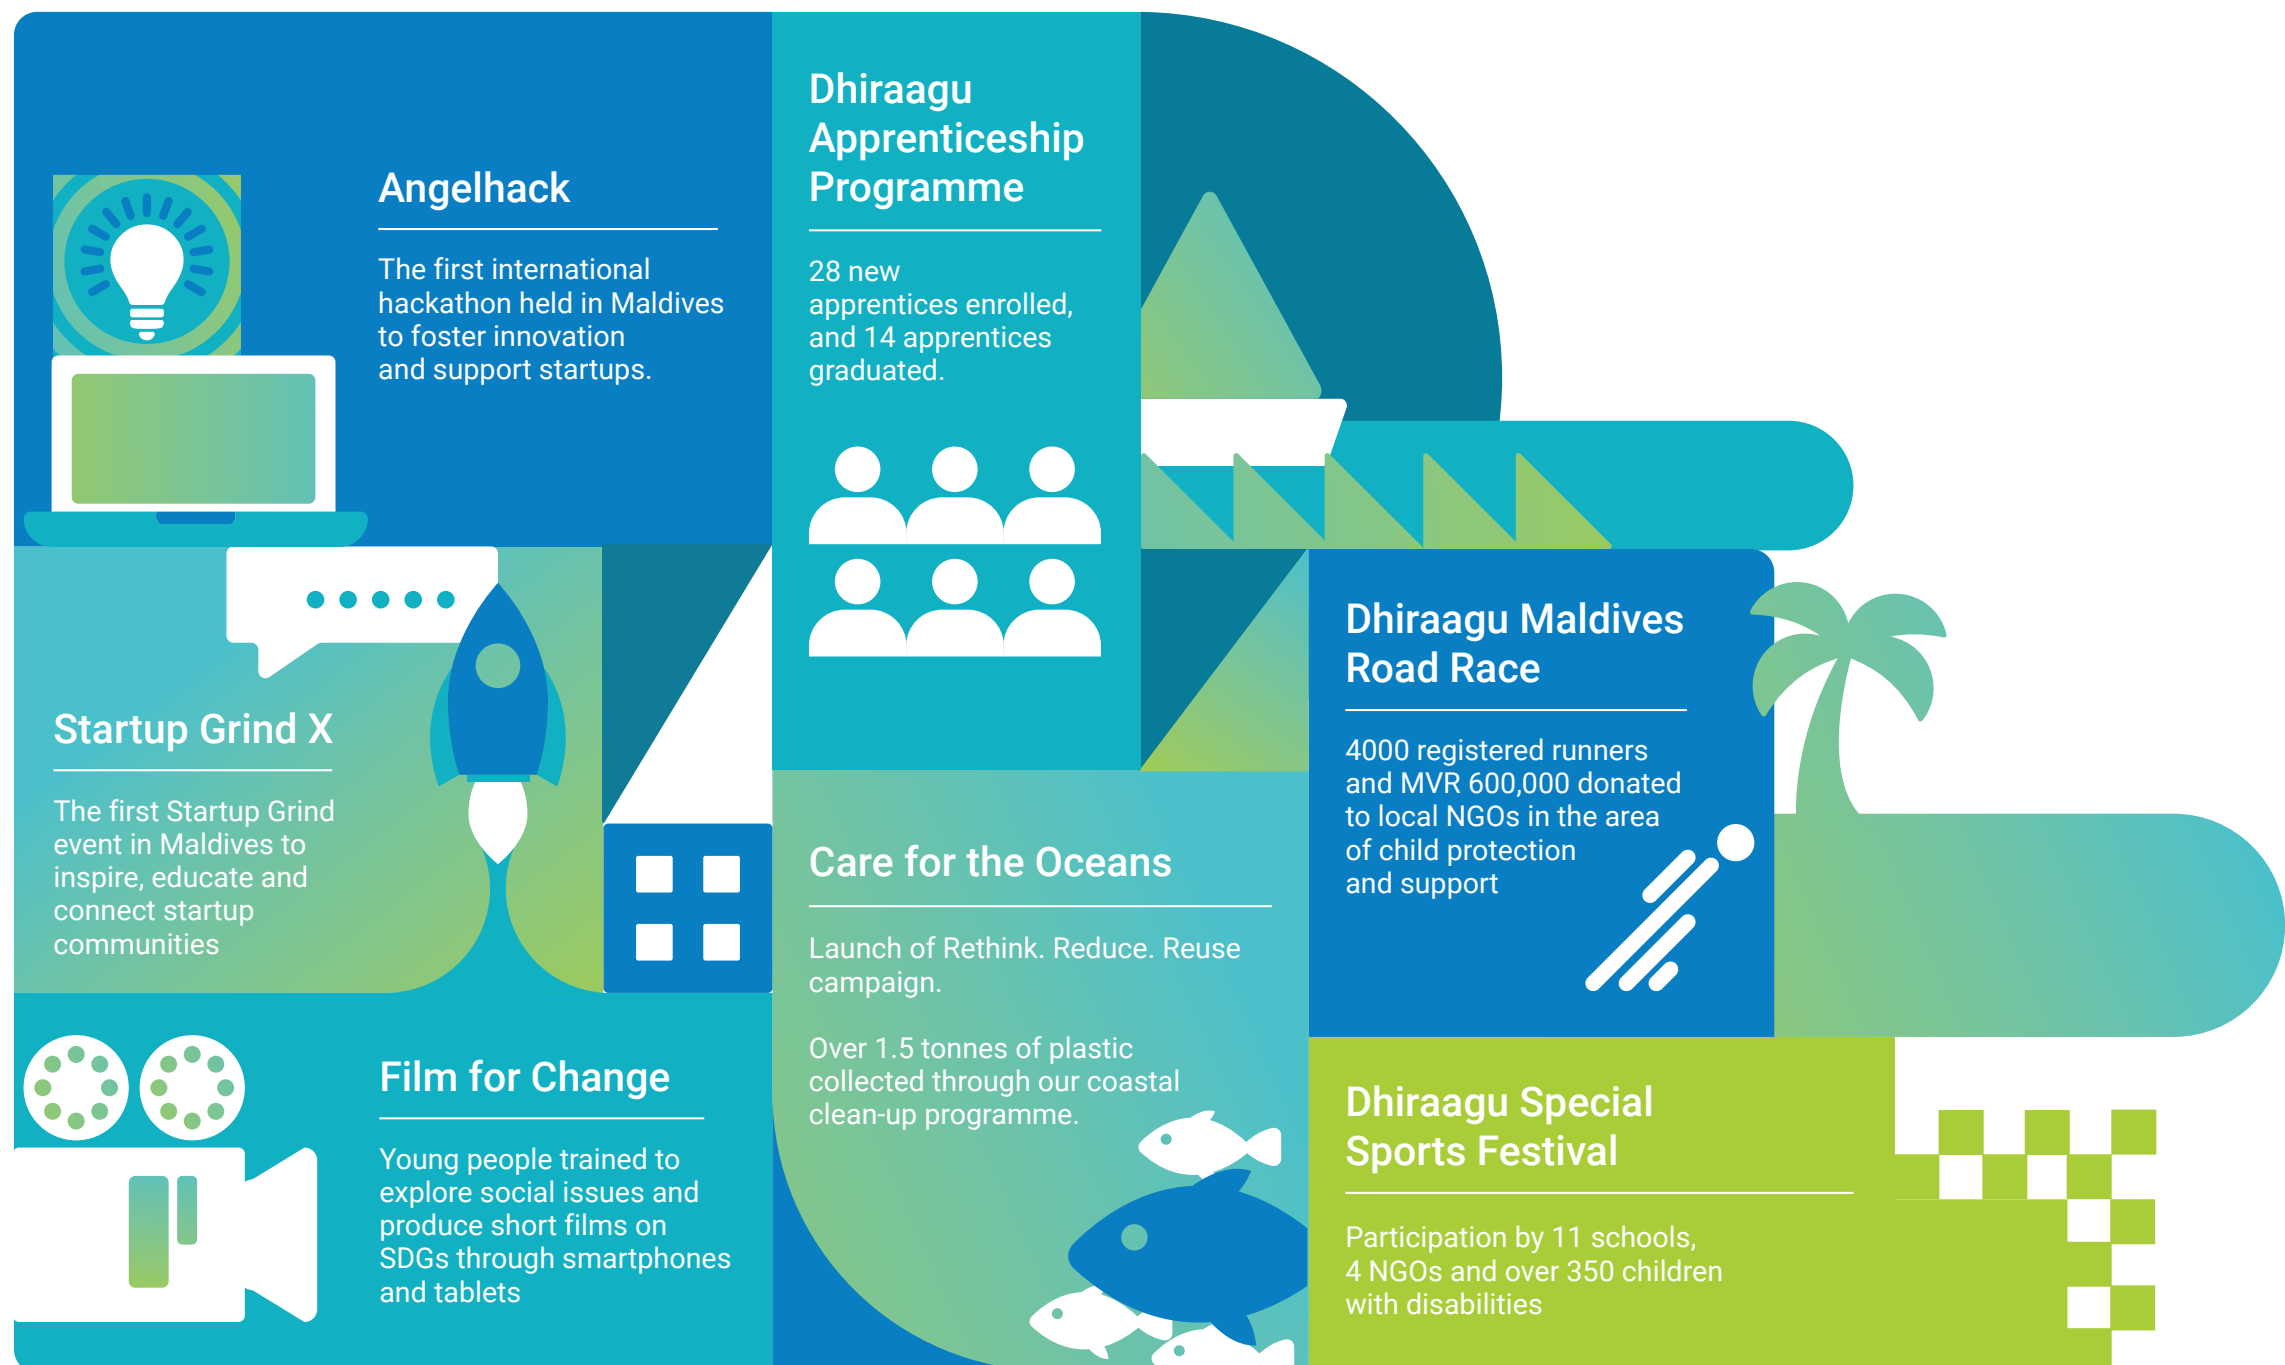 Angelhack
The first international
hackathon held in Maldives
to foster innovation
and support startups.
Dhiraagu
Apprenticeship
Programme
28 new
apprentices enrolled,
and 14 apprentices
graduated.
Startup Grind X
The first Startup Grind
event in Maldives to
inspire, educate and
connect startup
communities
Dhiraagu Maldives
Road Race
4000 registered runners
and MVR 600,000 donated
to local NGOs in the area
of child protection
and support
Care for the Oceans
Launch of Rethink. Reduce. Reuse
campaign.
Over 1.5 tonnes of plastic
collected through our coastal
clean-up programme.
Film for Change
Young people trained to
explore social issues and
produce short films on
SDGs through smartphones
and tablets
Dhiraagu Special
Sports Festival
Participation by 11 schools,
4 NGOs and over 350 children
with disabilities